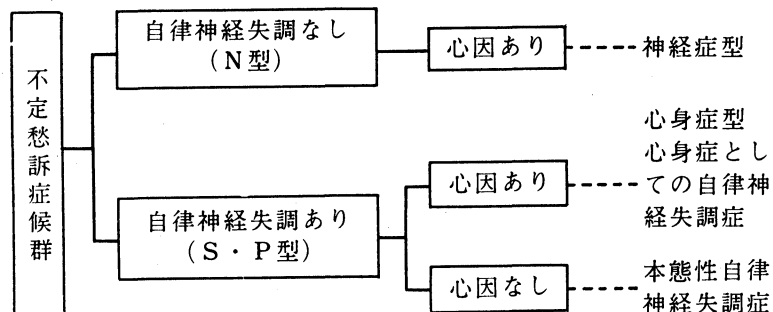 不定愁訴症候群
自律神経失調なし
(N型)
心因あり
神経症型
自律神経失調あり
(S・P型)
心因あり
心身症型
心身症とし
ての自律神
経失調症
心因なし
本態性自律
神経失調症